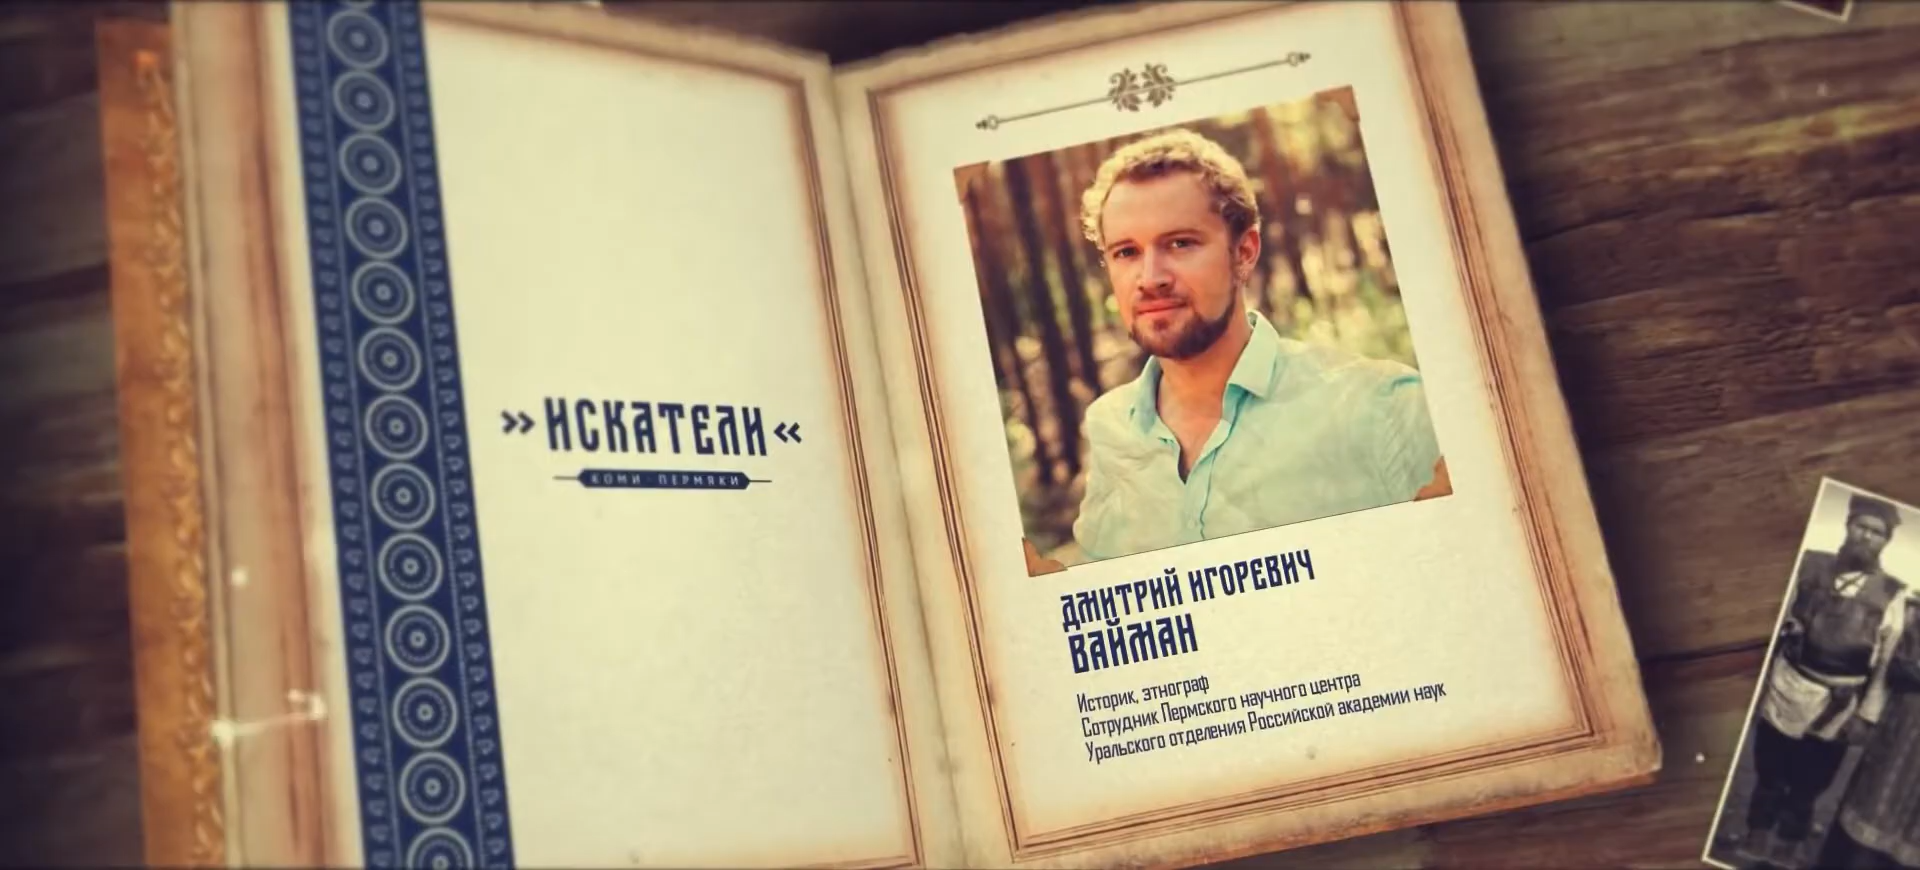 »ИСКАТЕЛИ«
КОМИ-ПЕРМЯКИ
ДМИТРИЙ ИГОРЕВИЧ
ВАЙМАН
Историк, этнограф
Сотрудник Пермского научного центра
Уральского отделения Российской академии наук